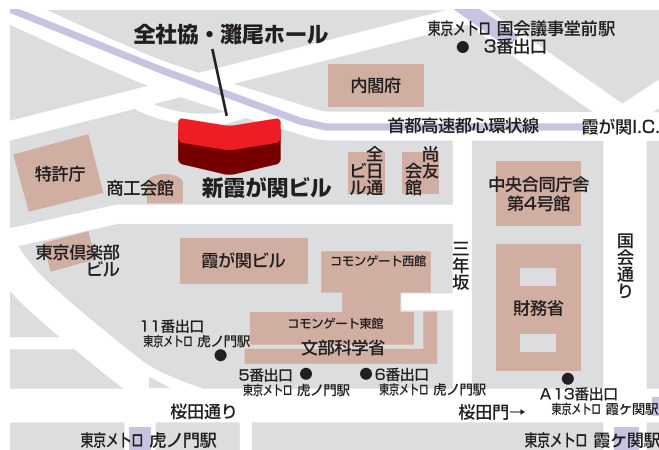 東京メトロ 国会議事堂前駅
3番出口
全社協・灘尾ホール
内閣府
首都高速都心環状線
霞が関I.C.
特許庁
商工会館
新霞が関ビル
全日通
ビル
尚友
会館
中央合同庁舎
第4号館
東京倶楽部
ビル
霞が関ビル
コモンゲート西館
三年坂
国会通り
財務省
コモンゲート東館
文部科学省
11番出口
東京メトロ 虎ノ門駅
5番出口
東京メトロ 虎ノ門駅
6番出口
東京メトロ 虎ノ門駅
A13番出口
東京メトロ 霞ケ関駅
桜田通り
桜田門→
東京メトロ 虎ノ門駅
東京メトロ 霞ケ関駅